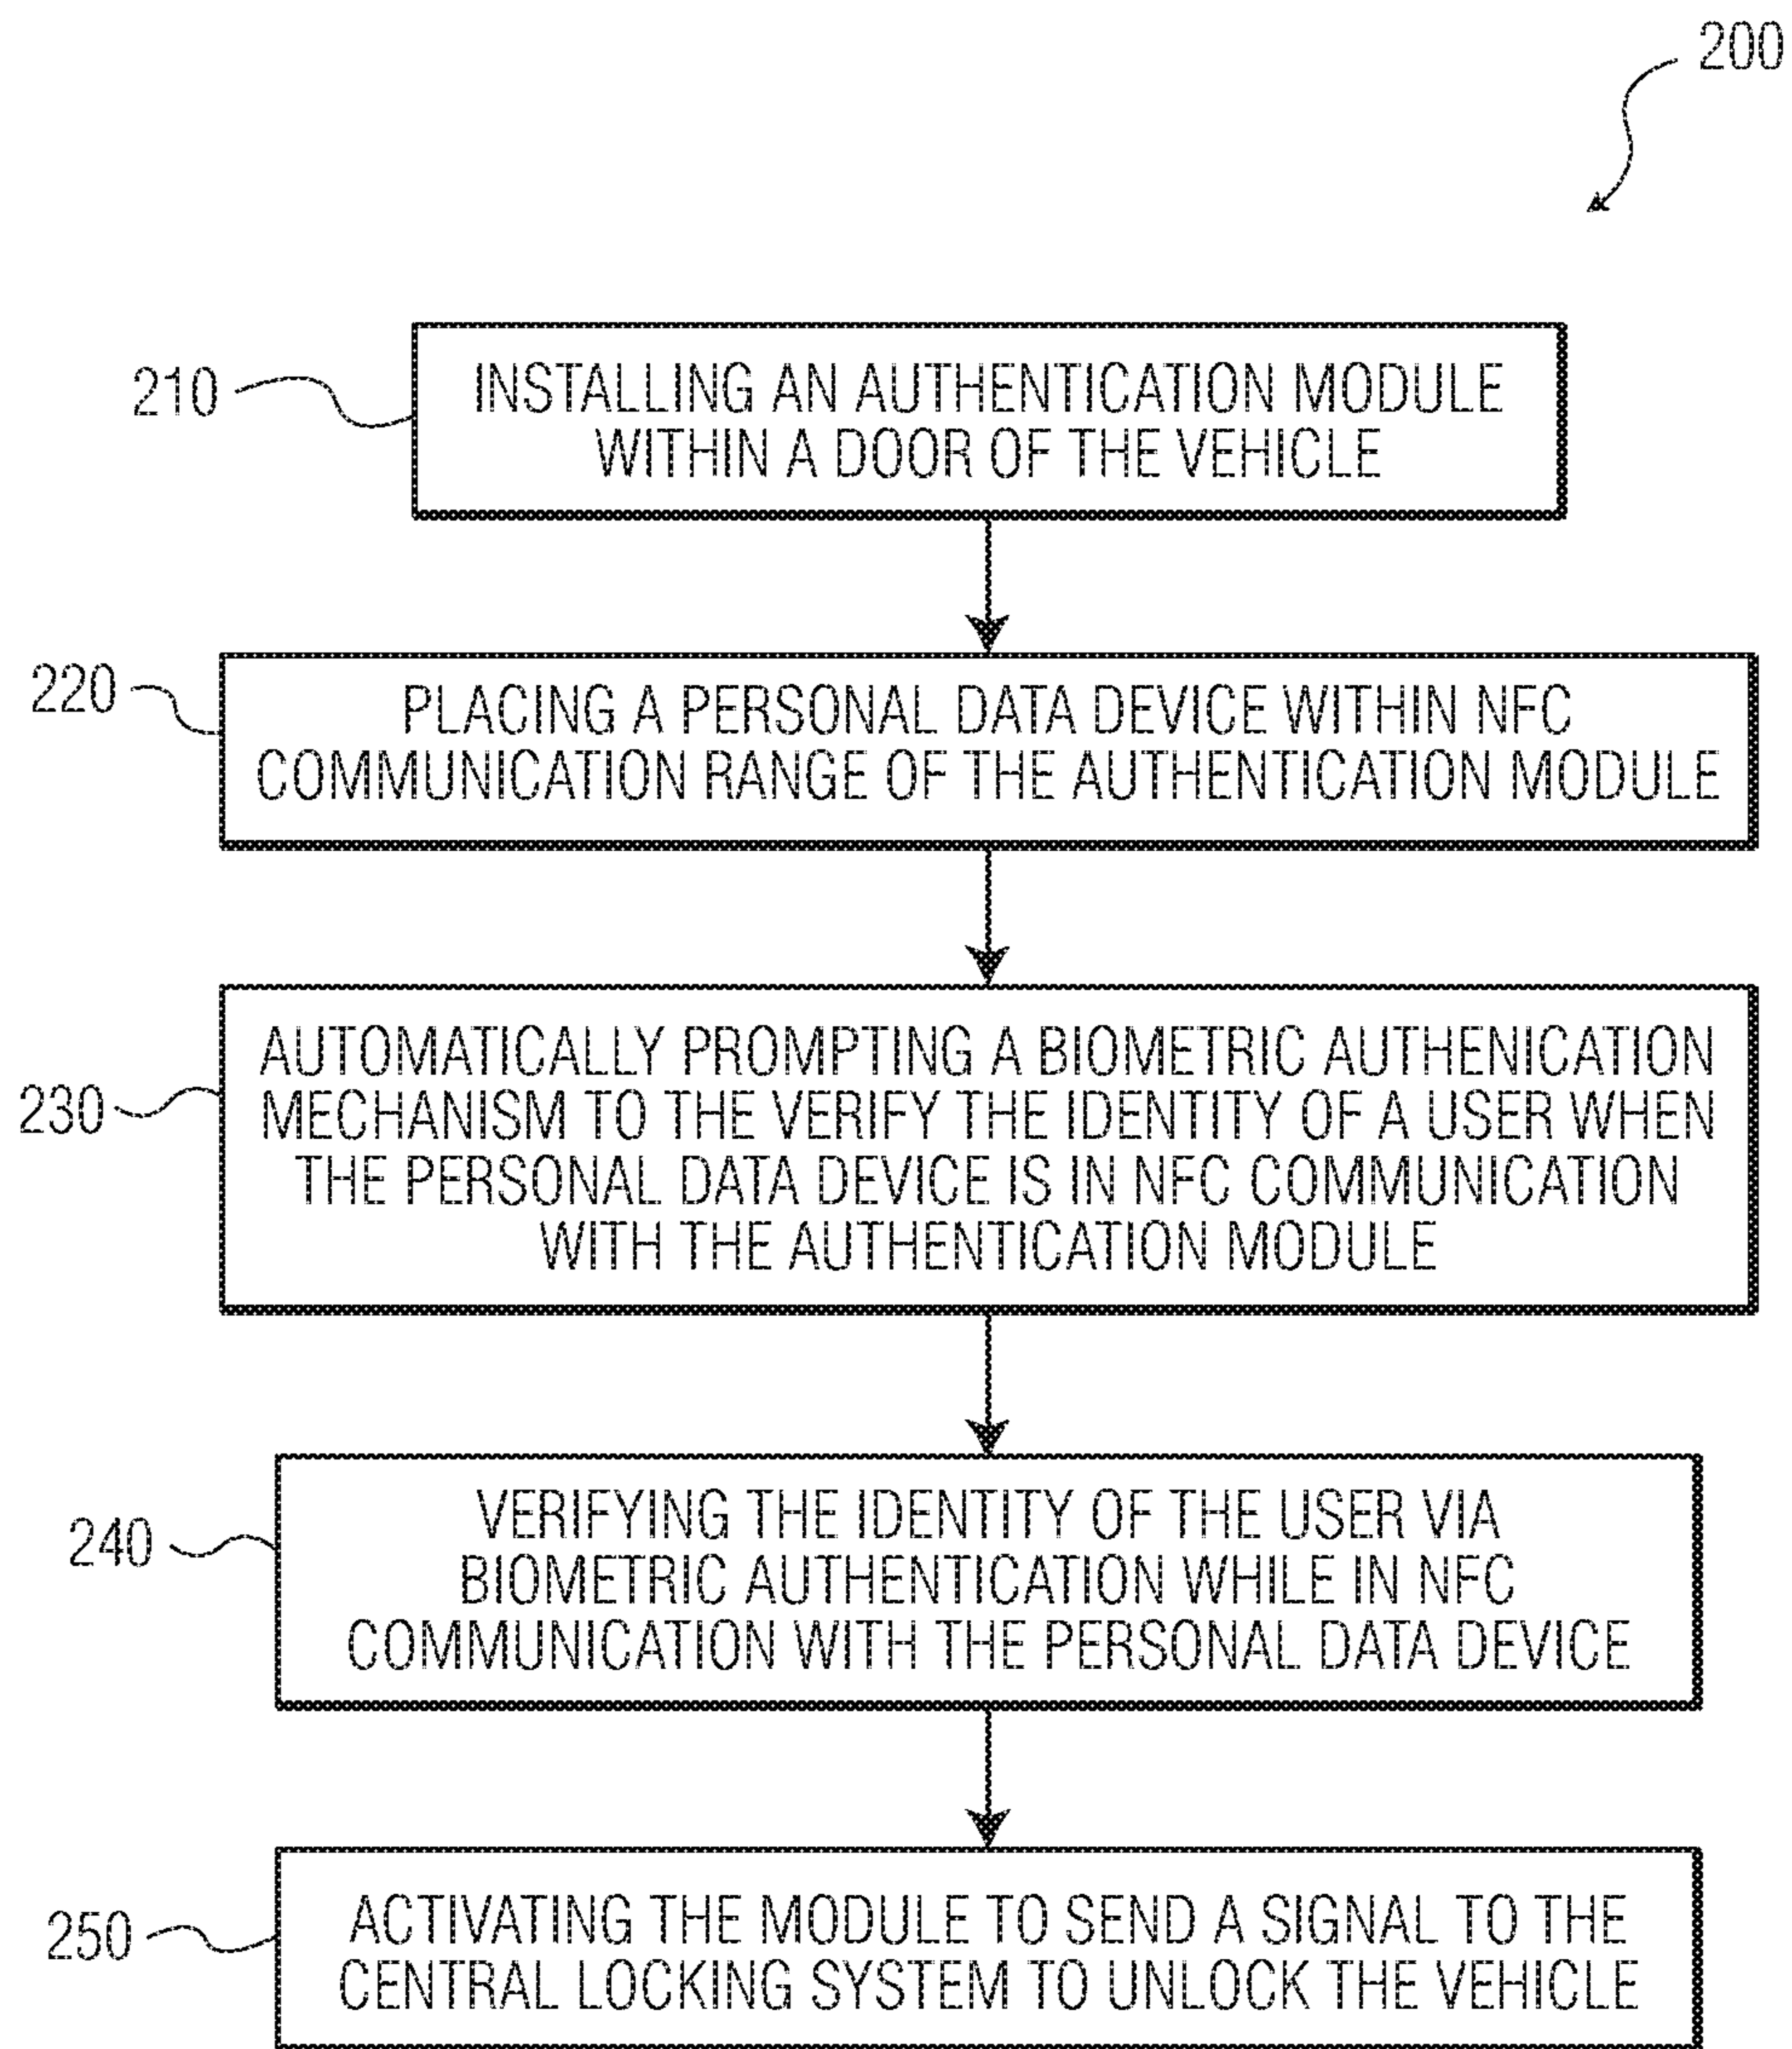 200
210
INSTALLING AN AUTHENTICATION MODULE
WITHIN A DOOR OF THE VEHICLE
220
PLACING A PERSONAL DATA DEVICE WITHIN NFC
COMMUNICATION RANGE OF THE AUTHENTICATION MODULE
230
AUTOMATICALLY PROMPTING A BIOMETRIC AUTHENICATION
MECHANISM TO THE VERIFY THE IDENTITY OF A USER WHEN
THE PERSONAL DATA DEVICE IS IN NFC COMMUNICATION
WITH THE AUTHENTICATION MODULE
240
VERIFYING THE IDENTITY OF THE USER VIA
BIOMETRIC AUTHENTICATION WHILE IN NFC
COMMUNICATION WITH THE PERSONAL DATA DEVICE
250
ACTIVATING THE MODULE TO SEND A SIGNAL TO THE
CENTRAL LOCKING SYSTEM TO UNLOCK THE VEHICLE